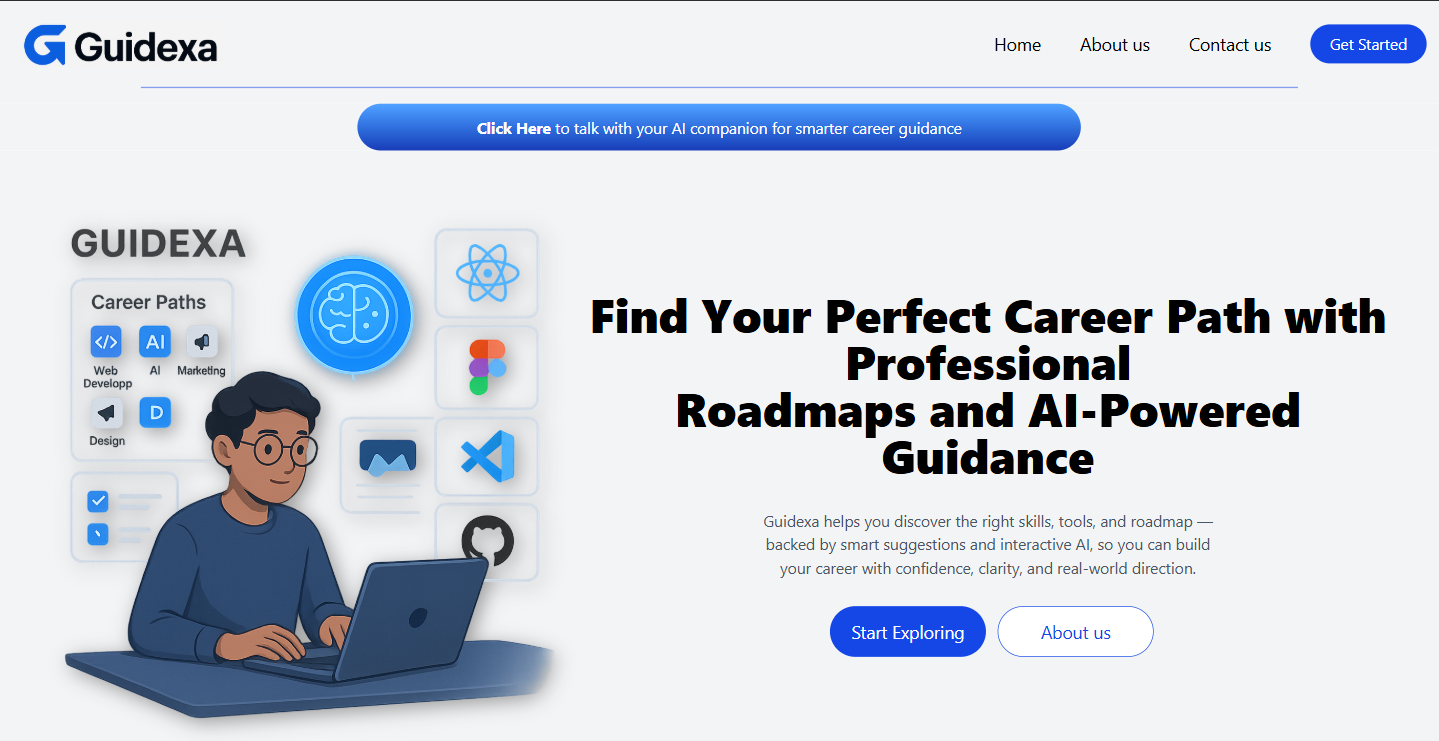 Guidexa
Home
About us
Contact us
Get Started
Click Here to talk with your AI companion for smarter career guidance
GUIDEXA
Career Paths
</>
AI
Web
Developp
AI
Marketing
D
Design
Find Your Perfect Career Path with
Professional
Roadmaps and AI-Powered
Guidance
Guidexa helps you discover the right skills, tools, and roadmap —
backed by smart suggestions and interactive AI, so you can build
your career with confidence, clarity, and real-world direction.
Start Exploring
About us